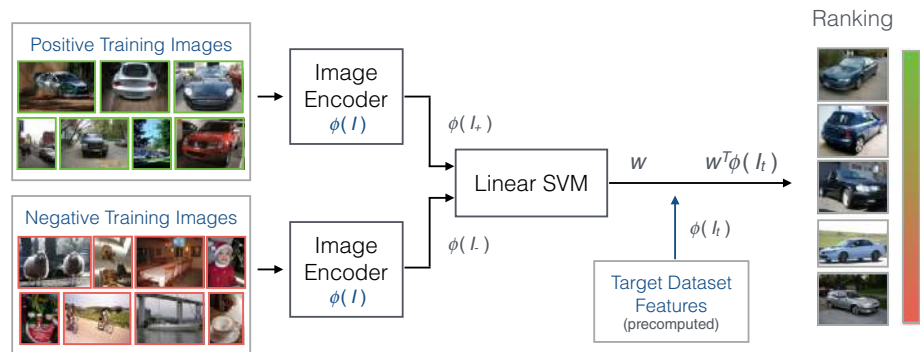 Positive Training Images
Image
Encoder
ϕ( I )
ϕ( I₊ )
Negative Training Images
Image
Encoder
ϕ( I )
ϕ( I₋ )
Linear SVM
w
wᵀϕ( Iₜ )
ϕ( Iₜ )
Target Dataset
Features
(precomputed)
Ranking